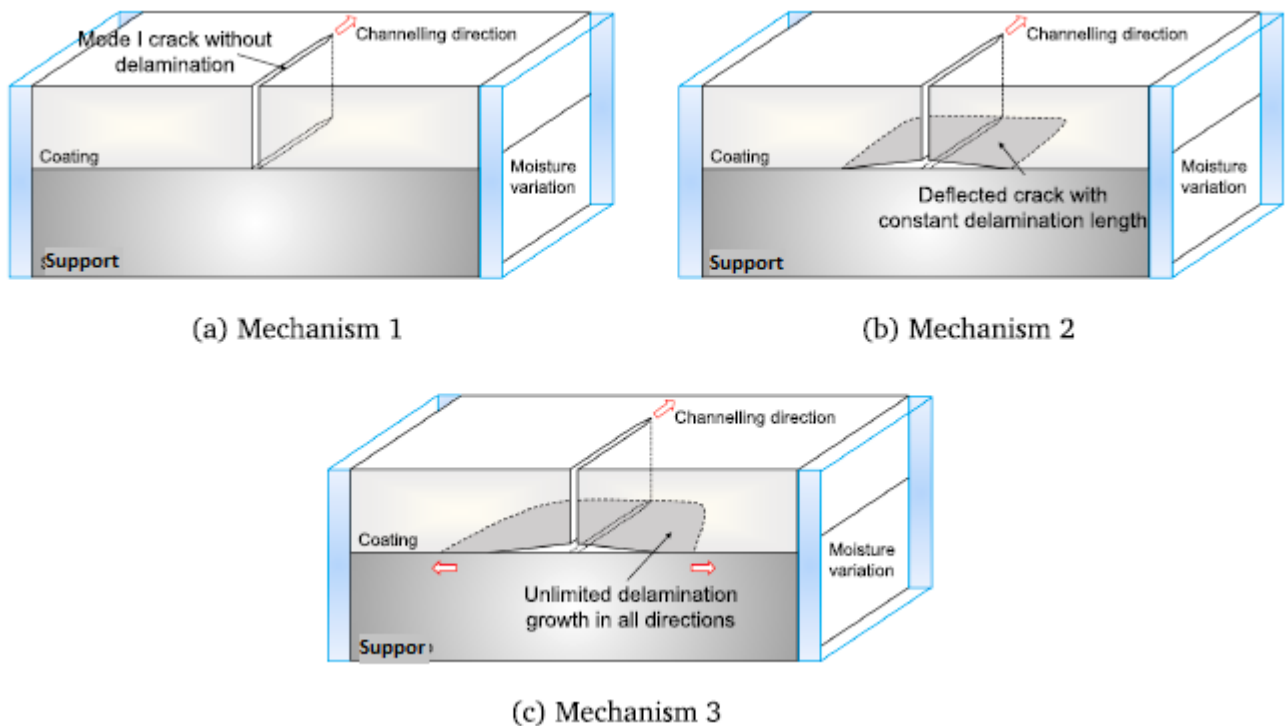 Mode I crack without
delamination
Channelling direction
Coating
Moisture
variation
Support
(a) Mechanism 1
Channelling direction
Coating
Moisture
variation
Deflected crack with
constant delamination length
Support
(b) Mechanism 2
Channelling direction
Coating
Moisture
variation
Unlimited delamination
growth in all directions
Suppor
(c) Mechanism 3